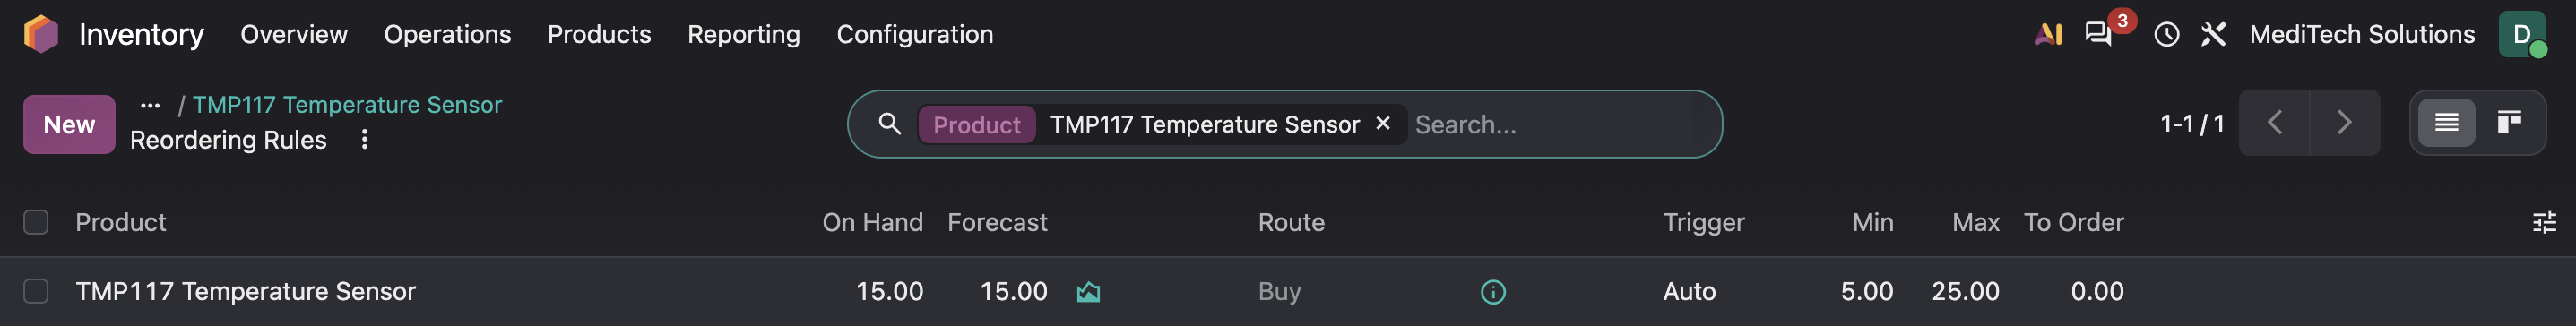 Inventory Overview Operations Products Reporting Configuration AI 3 MediTech Solutions D
New ... / TMP117 Temperature Sensor
Reordering Rules
Product TMP117 Temperature Sensor × Search...
1-1 / 1
Product On Hand Forecast Route Trigger Min Max To Order
TMP117 Temperature Sensor 15.00 15.00 Buy Auto 5.00 25.00 0.00